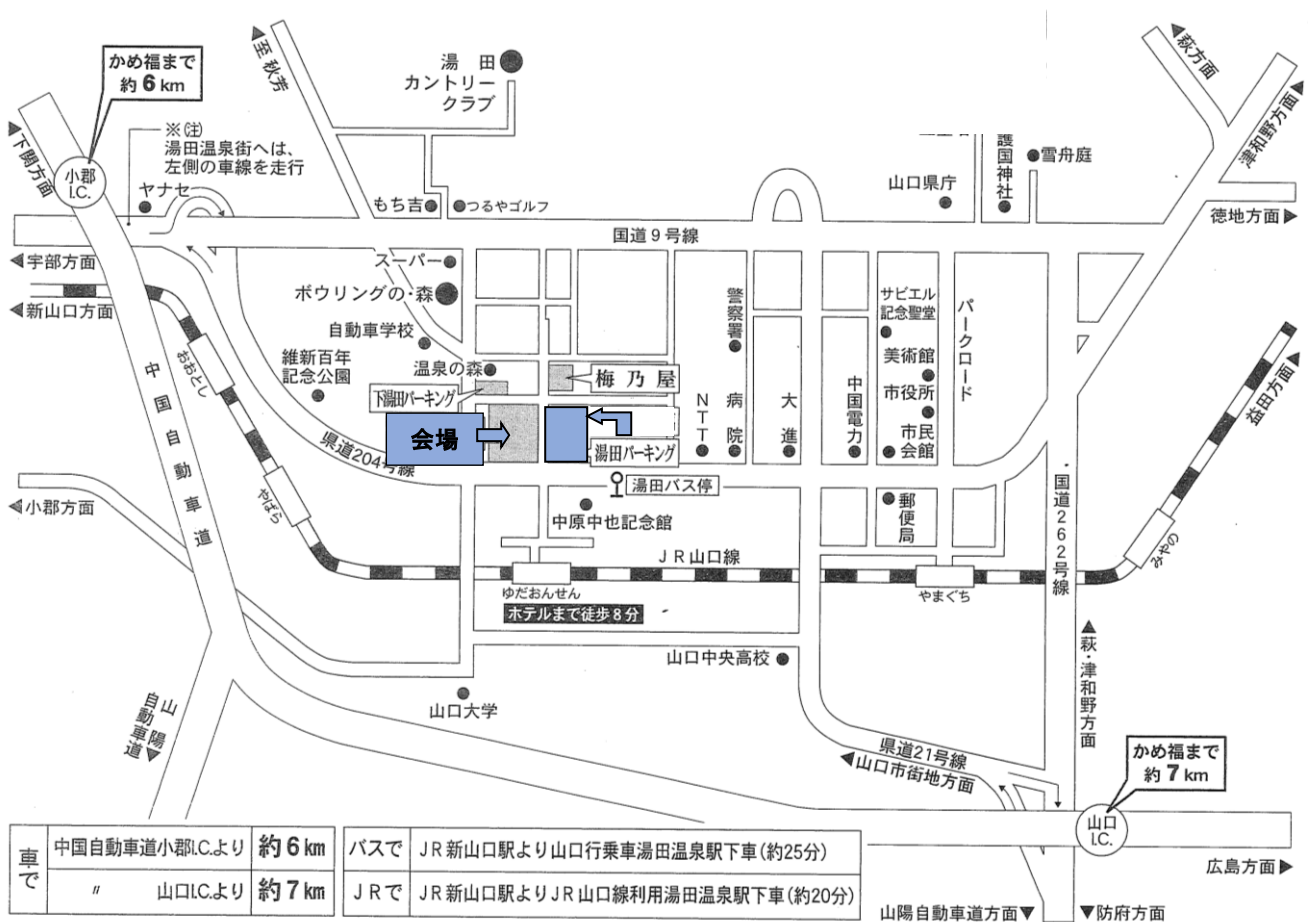 かめ福まで
約6km
至 秋芳
湯 田
カントリー
クラブ
萩方面
津和野方面
下関方面
小郡
I.C.
※(注)
湯田温泉街へは、
左側の車線を走行
ヤナセ
もち吉
つるやゴルフ
山口県庁
護国神社
雪舟庭
徳地方面
国道9号線
宇部方面
新山口方面
スーパー
ボウリングの・森
自動車学校
維新百年
記念公園
温泉の森
下湯田パーキング
梅乃屋
会場
湯田パーキング
警察署
NTT
病院
大進
中国電力
サビエル
記念聖堂
美術館
市役所
市民
会館
パークロード
益田方面
おおとし
中国自動車道
県道204号線
湯田バス停
中原中也記念館
郵便局
国道262号線
小郡方面
やばら
JR山口線
ゆだおんせん
ホテルまで徒歩8分
やまぐち
みやの
山口中央高校
山口大学
山陽
自動車道
萩・津和野方面
県道21号線
山口市街地方面
かめ福まで
約7km
山口
I.C.
広島方面
車で
中国自動車道小郡I.C.より 約6km
〃 山口I.C.より 約7km
バスで JR新山口駅より山口行乗車湯田温泉駅下車(約25分)
JRで JR新山口駅よりJR山口線利用湯田温泉駅下車(約20分)
山陽自動車道方面
防府方面